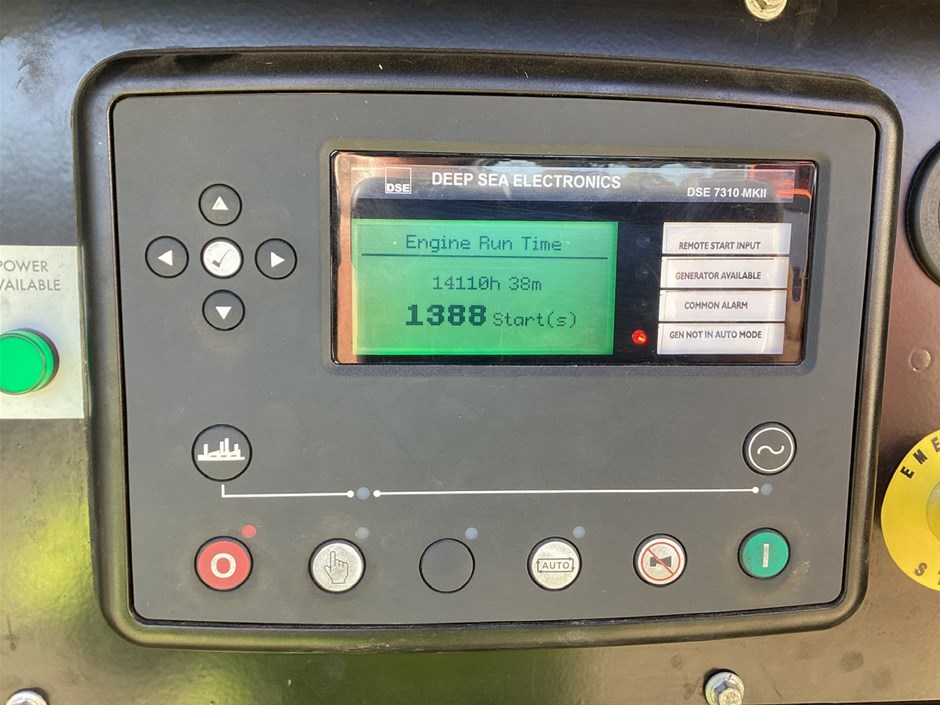 DSE DEEP SEA ELECTRONICS
DSE 7310 MKII
Engine Run Time
14110h 38m
1388 Start(s)
REMOTE START INPUT
GENERATOR AVAILABLE
COMMON ALARM
GEN NOT IN AUTO MODE
POWER
AVAILABLE
O
AUTO
I